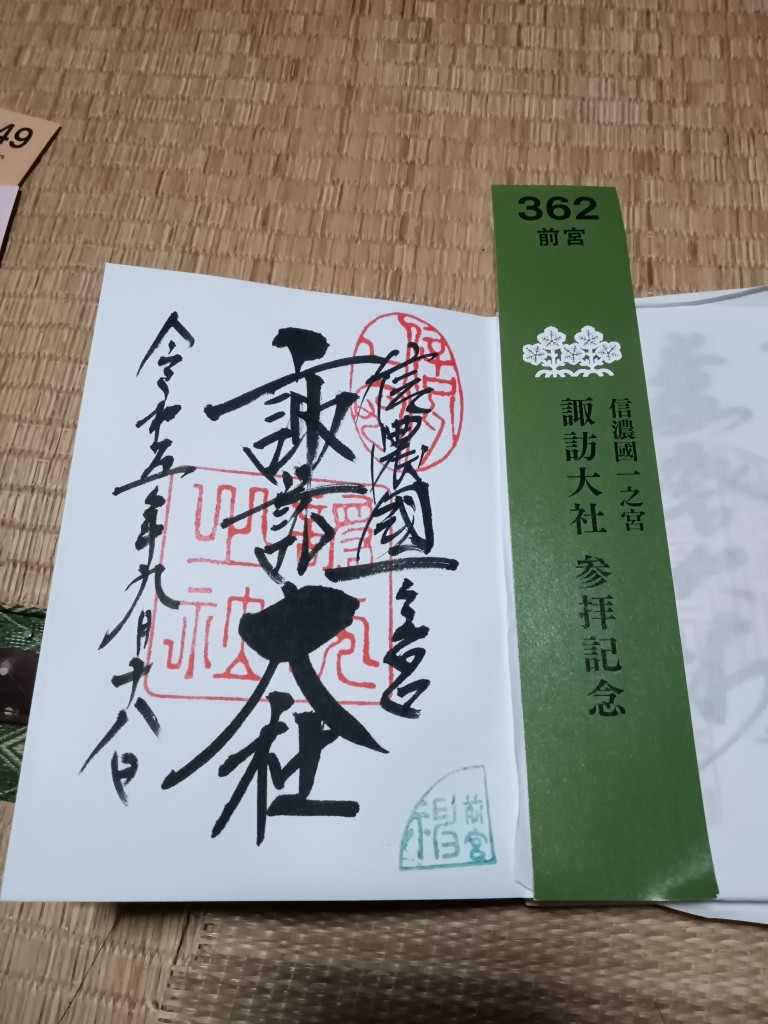 49
362
前宮
信濃國一之宮
諏訪大社 参拝記念
信濃國一之宮
諏訪大社
令和五年九月十八日
前宮